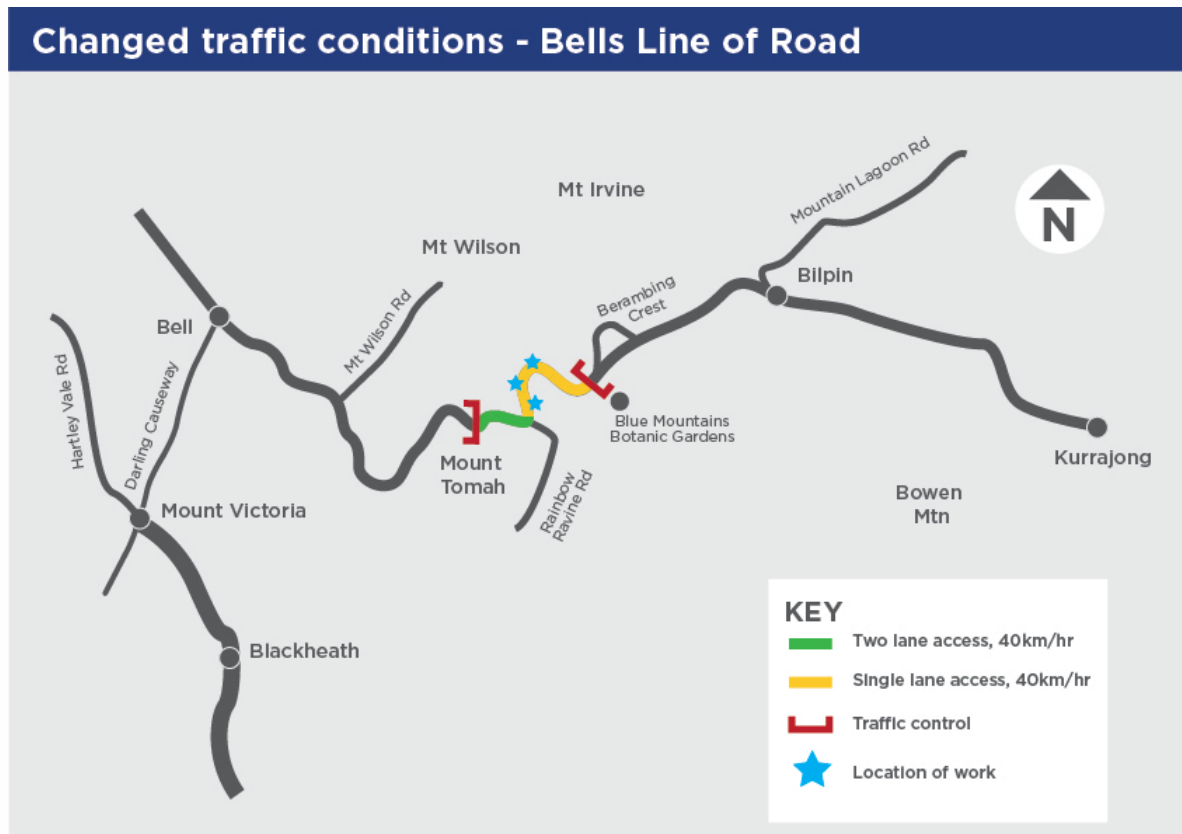 Changed traffic conditions - Bells Line of Road
Mt Irvine
Mountain Lagoon Rd
N
Mt Wilson
Bilpin
Berambing
Crest
Bell
Mt Wilson Rd
Hartley Vale Rd
Darling Causeway
Blue Mountains
Botanic Gardens
Mount
Tomah
Rainbow
Ravine Rd
Kurrajong
Bowen
Mtn
Mount Victoria
Blackheath
KEY
Two lane access, 40km/hr
Single lane access, 40km/hr
Traffic control
Location of work